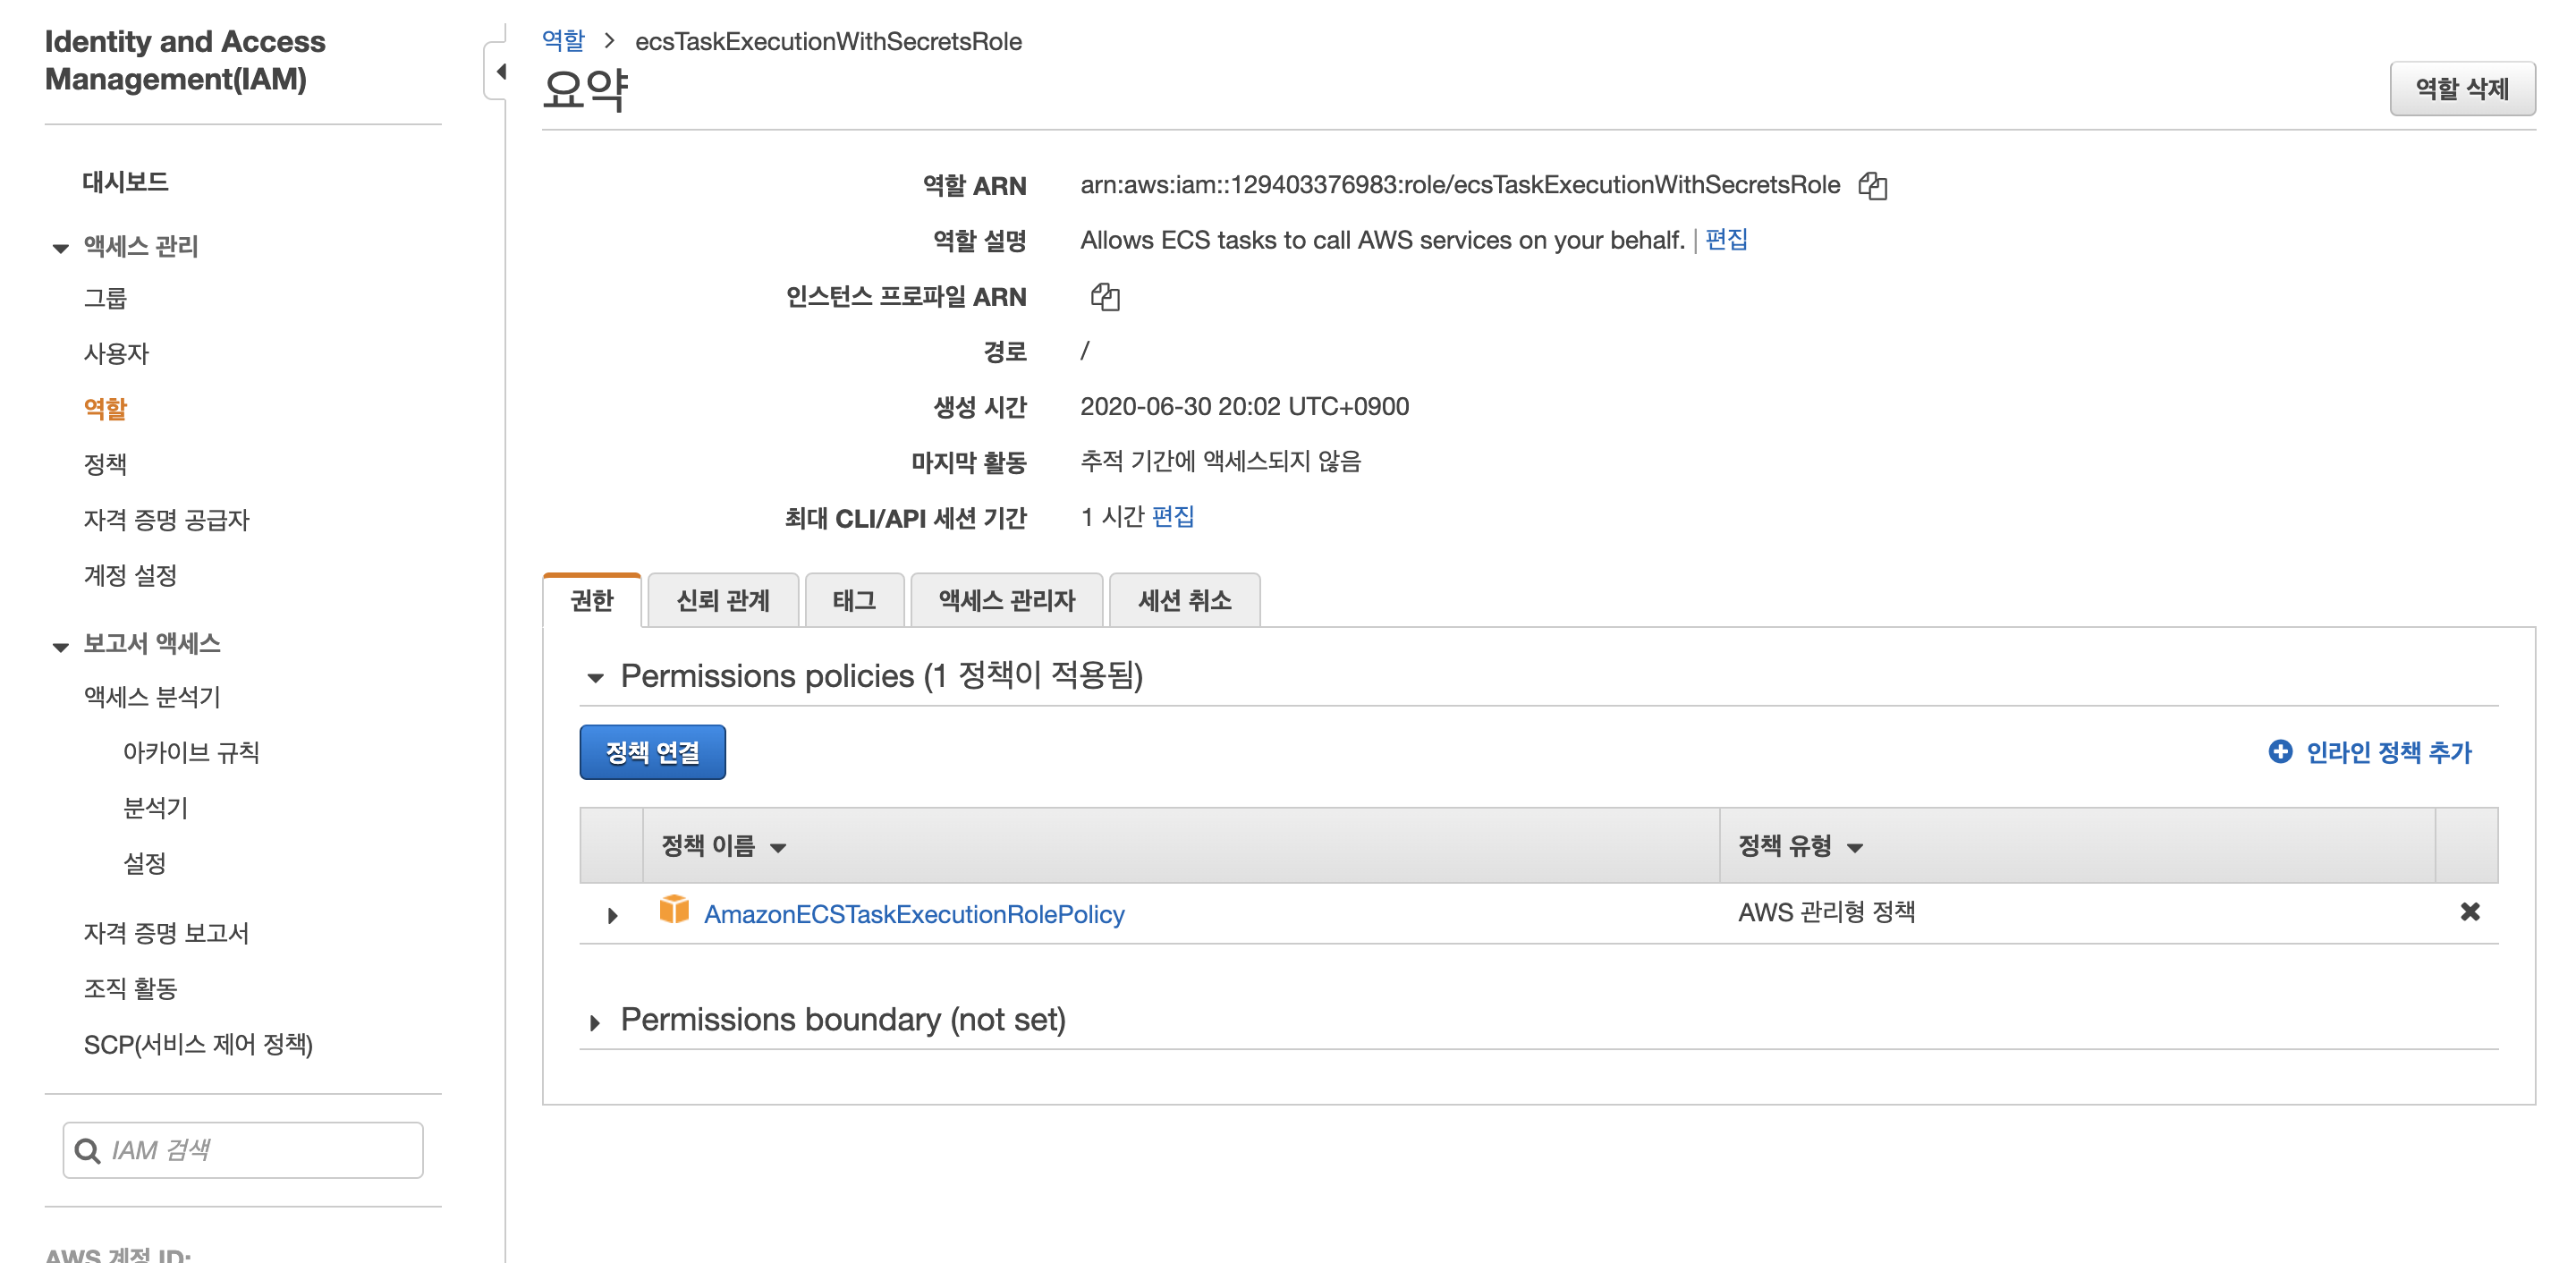 Identity and Access
Management(IAM)
대시보드
액세스 관리
그룹
사용자
역할
정책
자격 증명 공급자
계정 설정
보고서 액세스
액세스 분석기
아카이브 규칙
분석기
설정
자격 증명 보고서
조직 활동
SCP(서비스 제어 정책)
IAM 검색
AWS 계정 ID:
역할 > ecsTaskExecutionWithSecretsRole
요약
역할 삭제
역할 ARN arn:aws:iam::129403376983:role/ecsTaskExecutionWithSecretsRole
역할 설명 Allows ECS tasks to call AWS services on your behalf. | 편집
인스턴스 프로파일 ARN
경로 /
생성 시간 2020-06-30 20:02 UTC+0900
마지막 활동 추적 기간에 액세스되지 않음
최대 CLI/API 세션 기간 1 시간 편집
권한 신뢰 관계 태그 액세스 관리자 세션 취소
Permissions policies (1 정책이 적용됨)
정책 연결 인라인 정책 추가
정책 이름 정책 유형
AmazonECSTaskExecutionRolePolicy AWS 관리형 정책
Permissions boundary (not set)